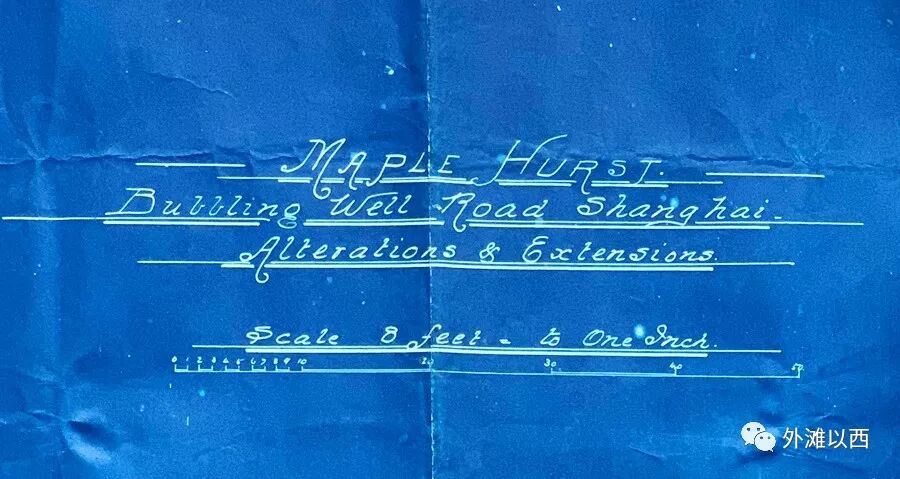 MAPLE HURST.
Bubbling Well Road Shanghai.
Alterations & Extensions.
Scale 8 feet = to One Inch.
0 1 2 3 4 5 6 7 8 9 10 20 30 40 50
外滩以西